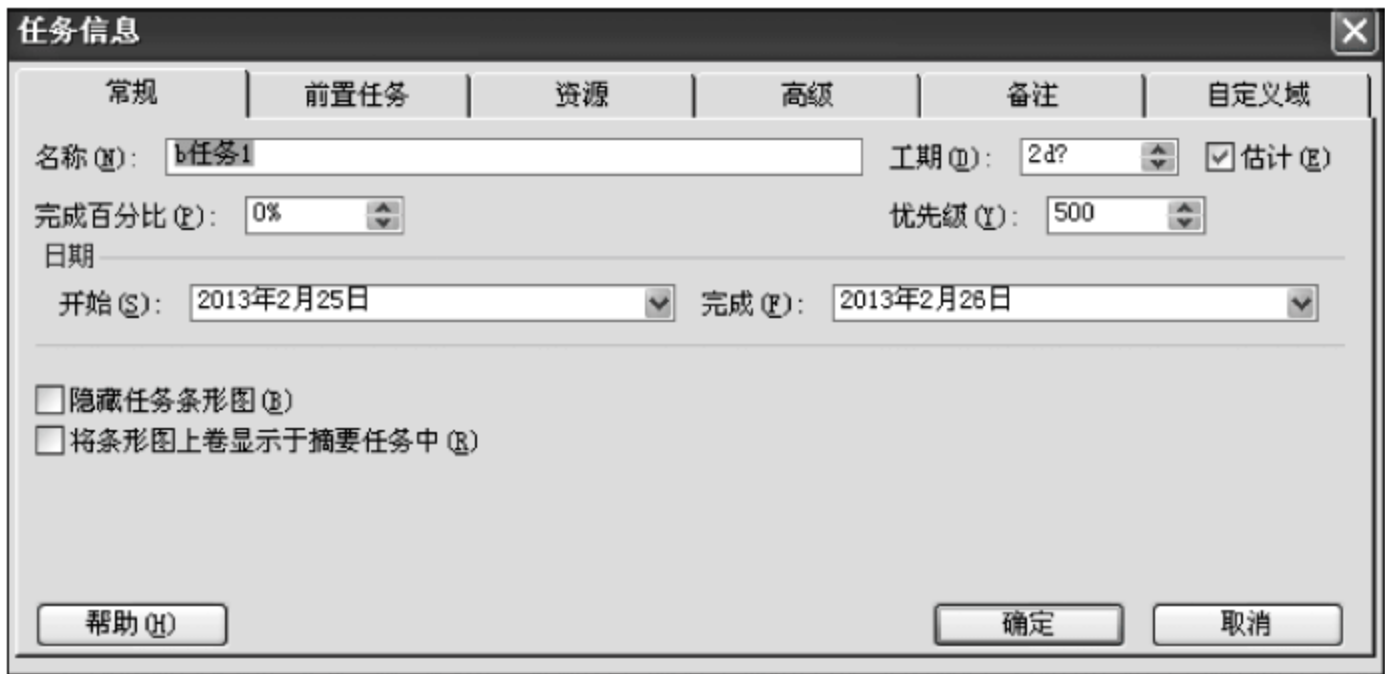 任务信息
常规 前置任务 资源 高级 备注 自定义域
名称(N): b任务1 工期(D): 2d? 估计(E)
完成百分比(P): 0% 优先级(Y): 500
日期
开始(S): 2013年2月25日 完成(F): 2013年2月26日
隐藏任务条形图(B)
将条形图上卷显示于摘要任务中(R)
帮助(H) 确定 取消